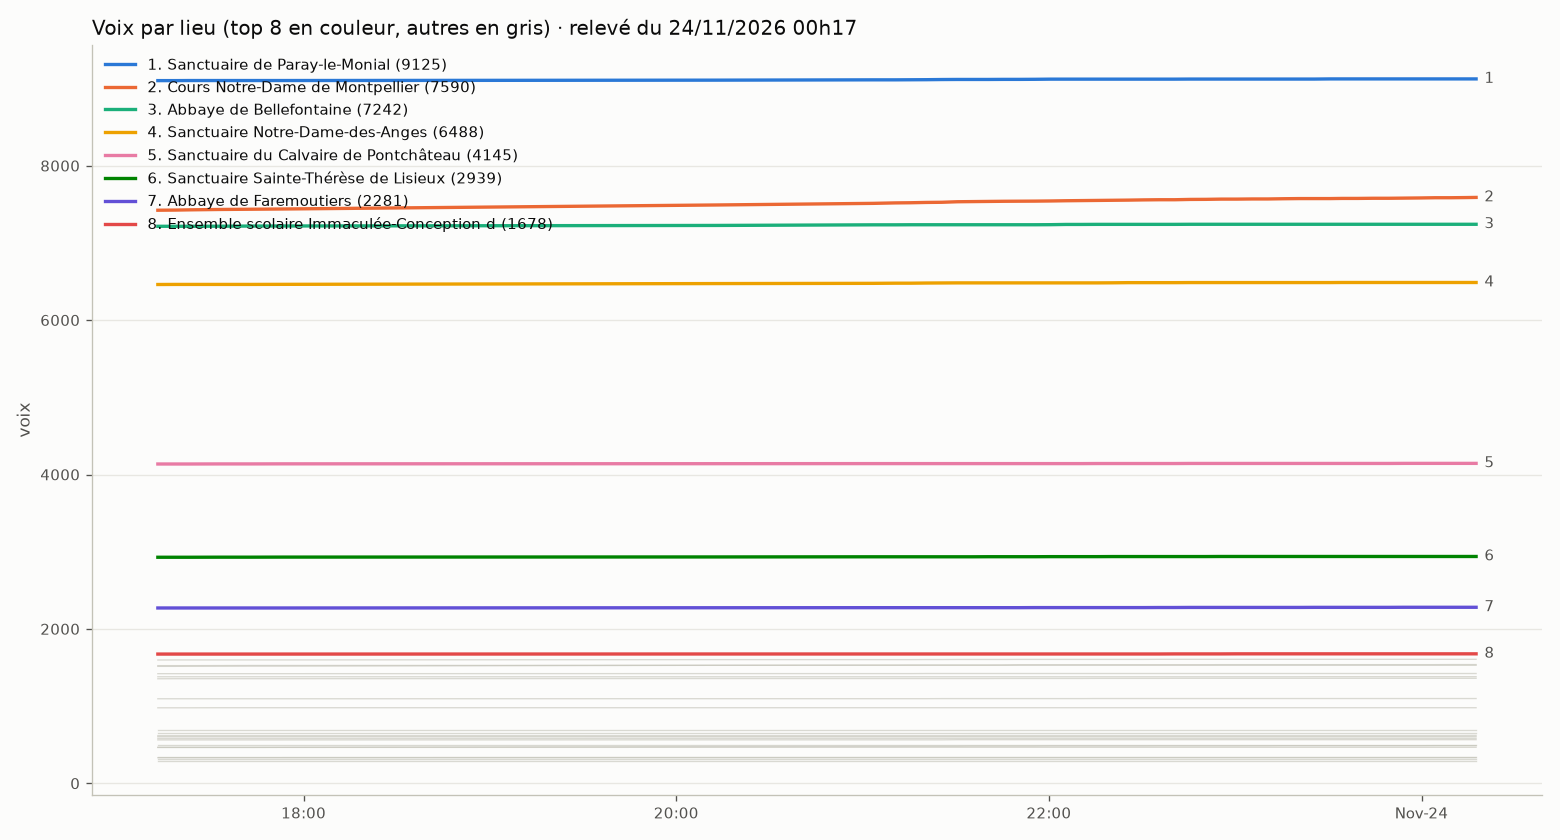 Voix par lieu (top 8 en couleur, autres en gris) · relevé du 24/11/2026 00h17
1. Sanctuaire de Paray-le-Monial (9125)
2. Cours Notre-Dame de Montpellier (7590)
3. Abbaye de Bellefontaine (7242)
4. Sanctuaire Notre-Dame-des-Anges (6488)
5. Sanctuaire du Calvaire de Pontchâteau (4145)
6. Sanctuaire Sainte-Thérèse de Lisieux (2939)
7. Abbaye de Faremoutiers (2281)
8. Ensemble scolaire Immaculée-Conception d (1678)
1
2
3
4
5
6
7
8
8000
6000
4000
2000
0
voix
18:00
20:00
22:00
Nov-24